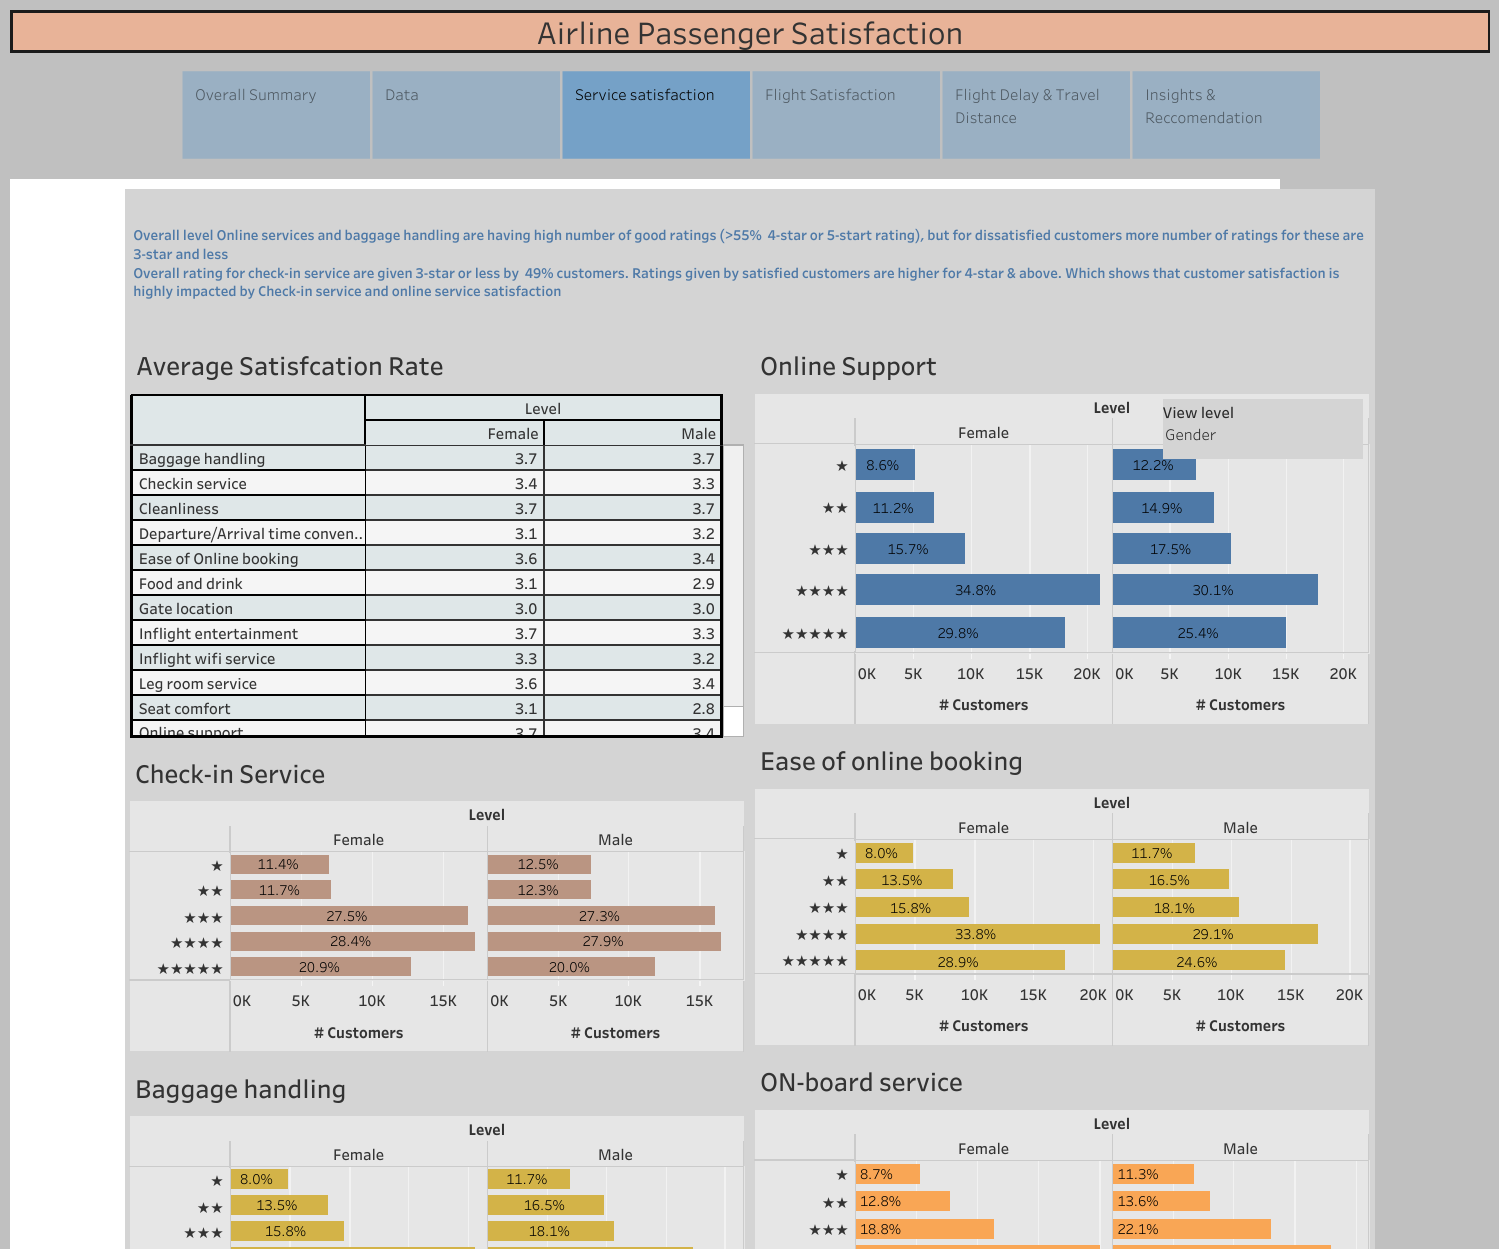 Airline Passenger Satisfaction
Overall Summary
Data
Service satisfaction
Flight Satisfaction
Flight Delay & Travel
Distance
Insights &
Reccomendation
Overall level Online services and baggage handling are having high number of good ratings (>55%  4-star or 5-start rating), but for dissatisfied customers more number of ratings for these are
3-star and less
Overall rating for check-in service are given 3-star or less by  49% customers. Ratings given by satisfied customers are higher for 4-star & above. Which shows that customer satisfaction is
highly impacted by Check-in service and online service satisfaction
Average Satisfcation Rate
Level
Female Male
Baggage handling 3.7 3.7
Checkin service 3.4 3.3
Cleanliness 3.7 3.7
Departure/Arrival time conven.. 3.1 3.2
Ease of Online booking 3.6 3.4
Food and drink 3.1 2.9
Gate location 3.0 3.0
Inflight entertainment 3.7 3.3
Inflight wifi service 3.3 3.2
Leg room service 3.6 3.4
Seat comfort 3.1 2.8
Online support 3.7 3.4
Online Support
Level
View level
Gender
Female
★ 8.6% 12.2%
★★ 11.2% 14.9%
★★★ 15.7% 17.5%
★★★★ 34.8% 30.1%
★★★★★ 29.8% 25.4%
0K 5K 10K 15K 20K 0K 5K 10K 15K 20K
# Customers # Customers
Check-in Service
Level
Female Male
★ 11.4% 12.5%
★★ 11.7% 12.3%
★★★ 27.5% 27.3%
★★★★ 28.4% 27.9%
★★★★★ 20.9% 20.0%
0K 5K 10K 15K 0K 5K 10K 15K
# Customers # Customers
Ease of online booking
Level
Female Male
★ 8.0% 11.7%
★★ 13.5% 16.5%
★★★ 15.8% 18.1%
★★★★ 33.8% 29.1%
★★★★★ 28.9% 24.6%
0K 5K 10K 15K 20K 0K 5K 10K 15K 20K
# Customers # Customers
Baggage handling
Level
Female Male
★ 8.0% 11.7%
★★ 13.5% 16.5%
★★★ 15.8% 18.1%
ON-board service
Level
Female Male
★ 8.7% 11.3%
★★ 12.8% 13.6%
★★★ 18.8% 22.1%